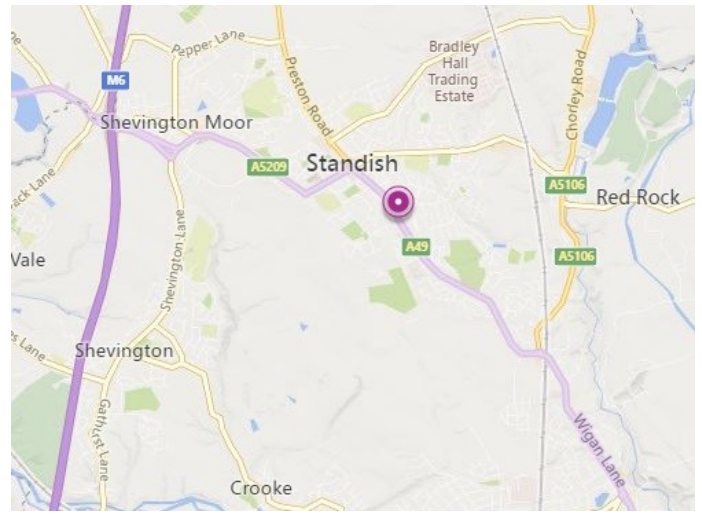 Pepper Lane
Preston Road
Bradley
Hall
Trading
Estate
M6
Chorley Road
Shevington Moor
Standish
A5209
A5106
Red Rock
Shevington Lane
A49
A5106
Vale
Shevington
Gathurst Lane
Wigan Lane
Crooke